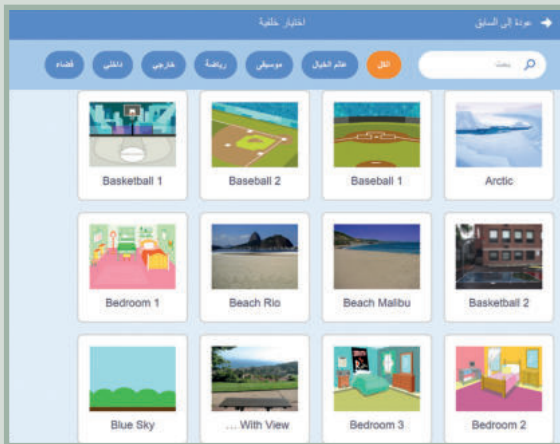 عودة إلى السابق
اختيار خلفية
بحث
الكل
عالم الخيال
موسيقى
رياضة
خارجي
داخلي
فضاء
Arctic
Baseball 1
Baseball 2
Basketball 1
Basketball 2
Beach Malibu
Beach Rio
Bedroom 1
Bedroom 2
Bedroom 3
... With View
Blue Sky